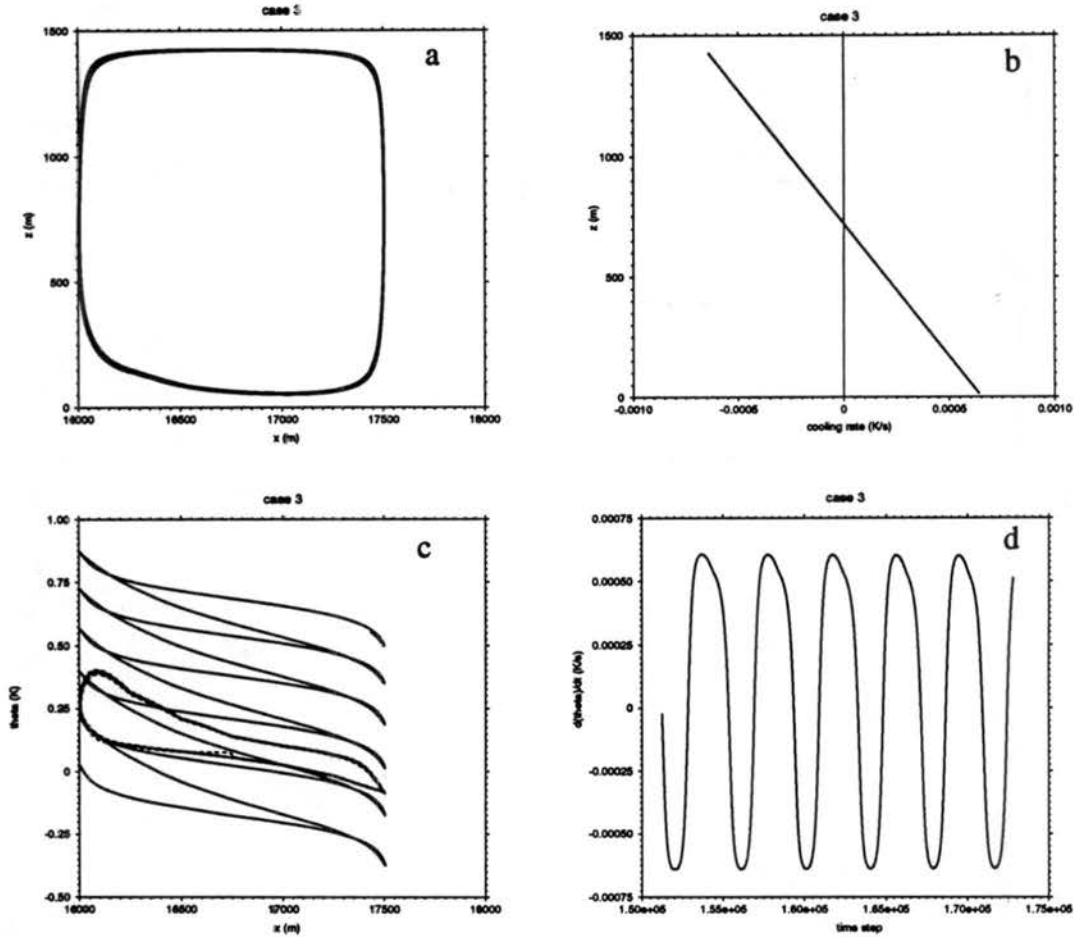 case 3
a
1500
1000
500
0
z (m)
16000
16500
17000
17500
18000
x (m)
case 3
b
1500
1000
500
0
z (m)
-0.0010
-0.0005
0
0.0005
0.0010
cooling rate (K/s)
case 3
c
1.00
0.75
0.50
0.25
0
-0.25
-0.50
theta (K)
16000
16500
17000
17500
18000
x (m)
case 3
d
0.00075
0.00050
0.00025
0
-0.00025
-0.00050
-0.00075
d(theta)/dt (K/s)
1.50e+05
1.55e+05
1.60e+05
1.65e+05
1.70e+05
1.75e+05
time step